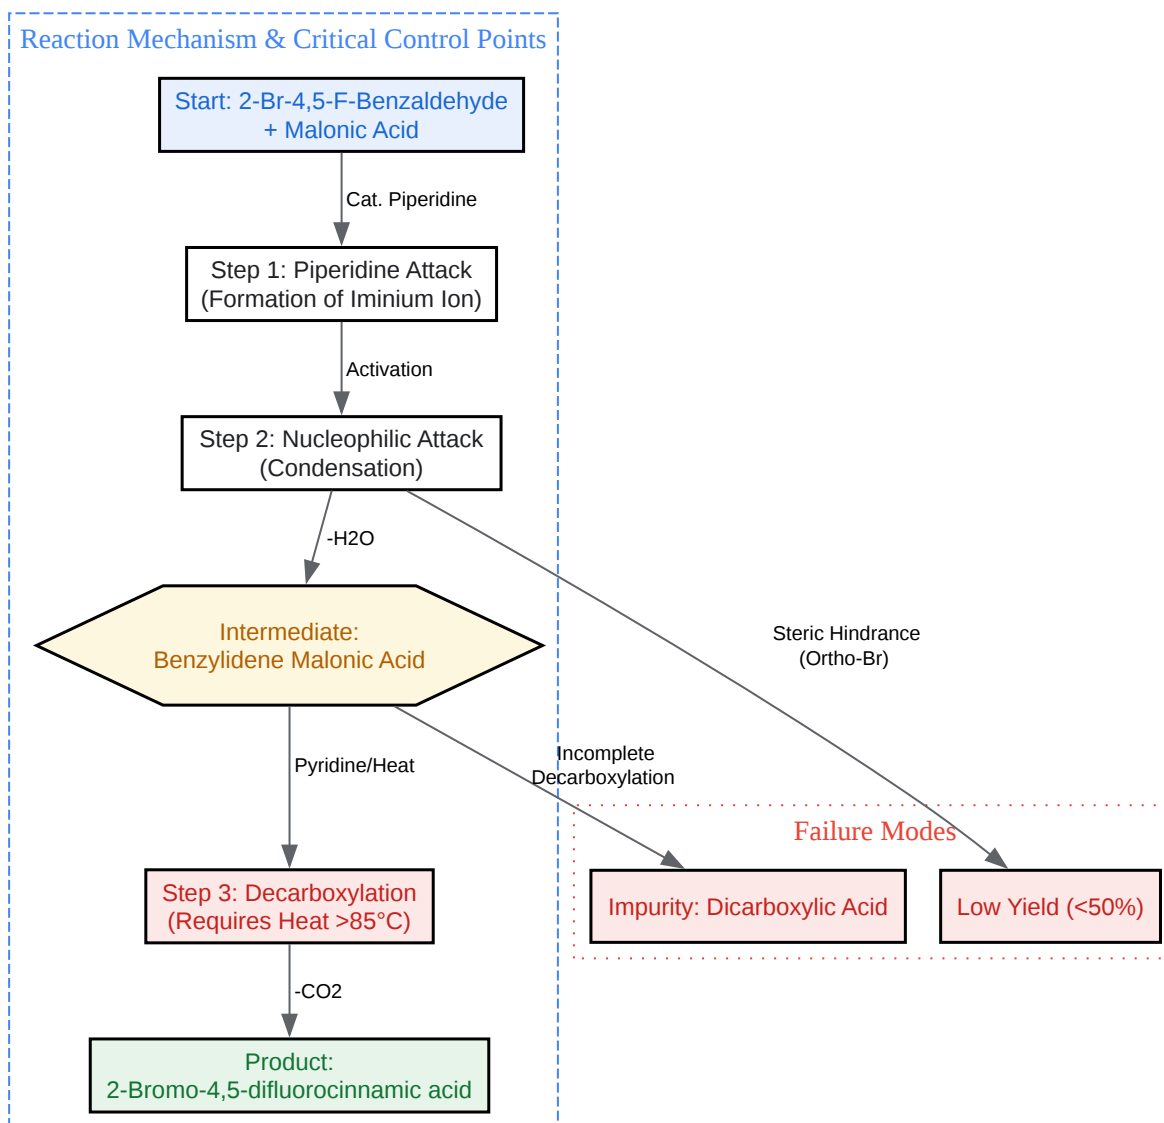 Reaction Mechanism & Critical Control Points
Start: 2-Br-4,5-F-Benzaldehyde
+ Malonic Acid
Cat. Piperidine
Step 1: Piperidine Attack
(Formation of Iminium Ion)
Activation
Step 2: Nucleophilic Attack
(Condensation)
-H2O
Intermediate:
Benzylidene Malonic Acid
Steric Hindrance
(Ortho-Br)
Pyridine/Heat
Incomplete
Decarboxylation
Failure Modes
Step 3: Decarboxylation
(Requires Heat >85°C)
Impurity: Dicarboxylic Acid
Low Yield (<50%)
-CO2
Product:
2-Bromo-4,5-difluorocinnamic acid